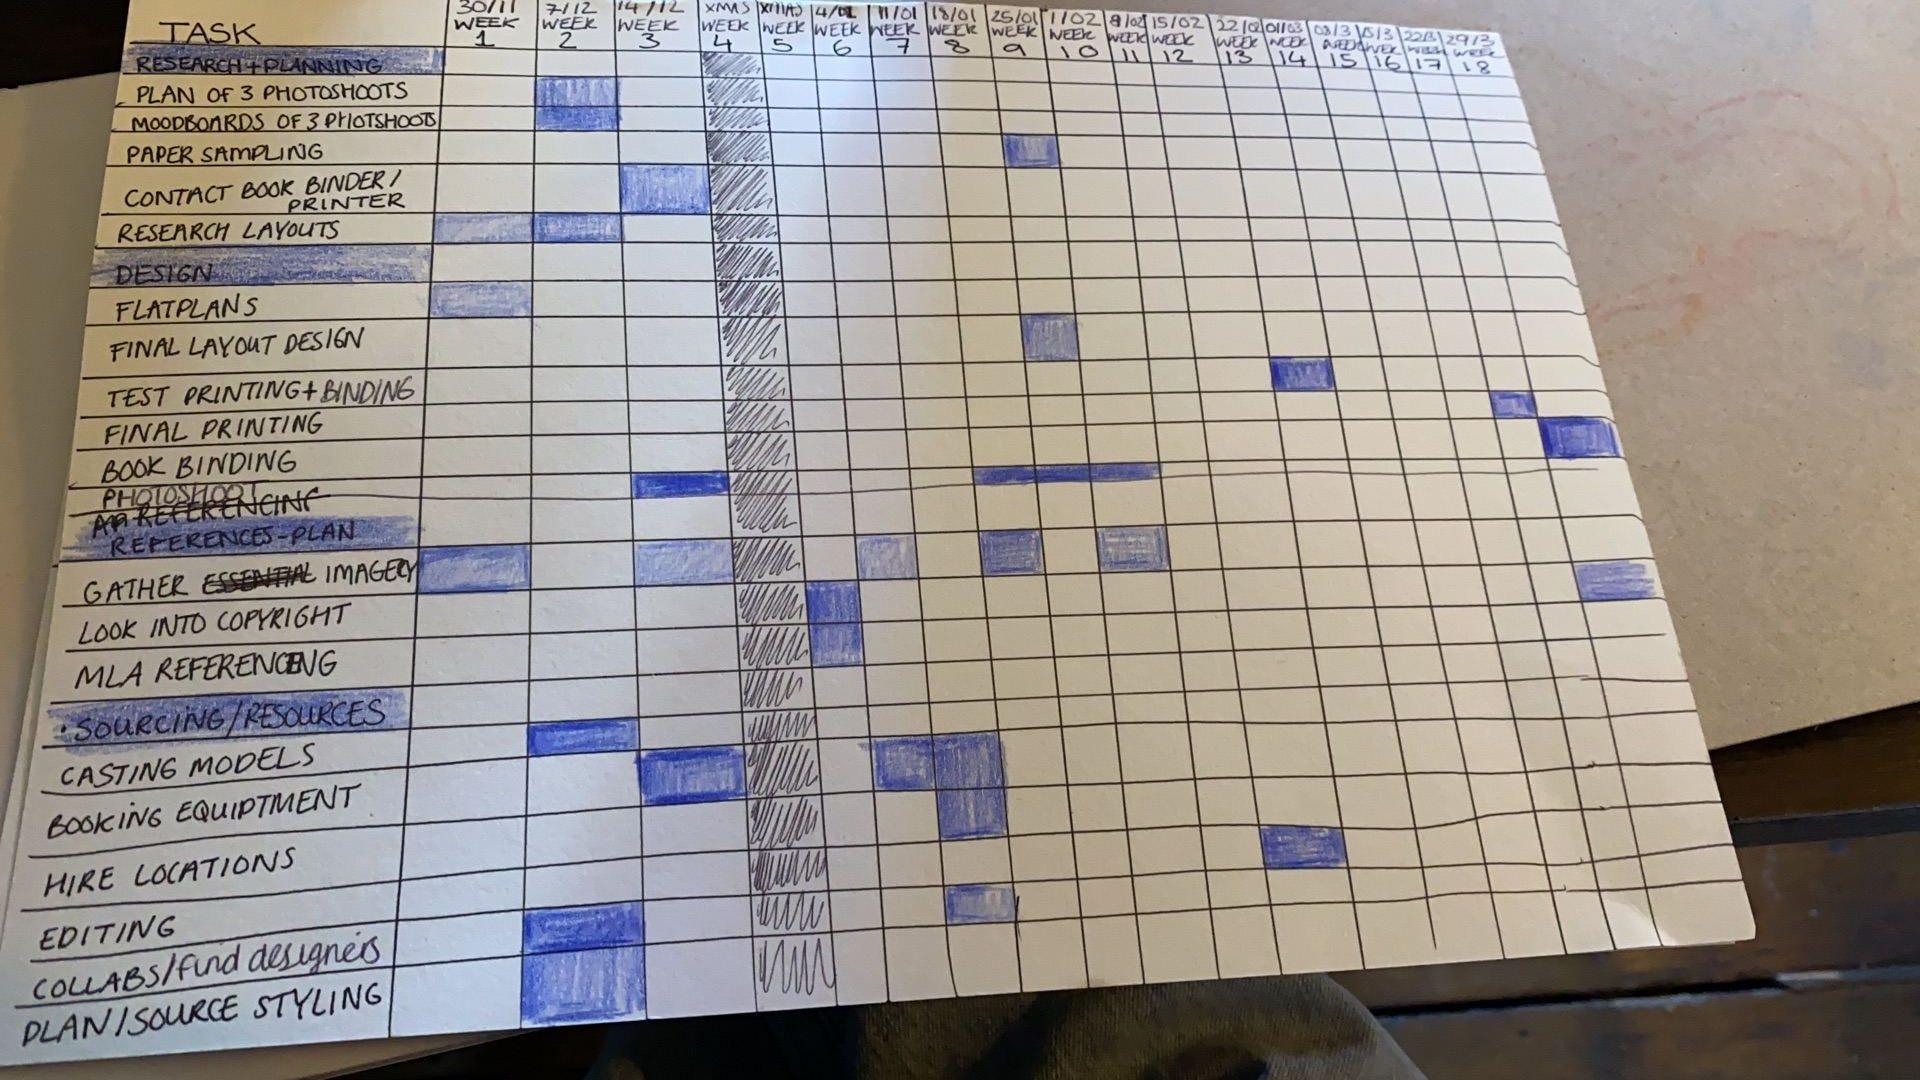 TASK
30/11 WEEK 1
7/12 WEEK 2
14/12 WEEK 3
XMAS WEEK 4
XMAS WEEK 5
4/01 WEEK 6
11/01 WEEK 7
18/01 WEEK 8
25/01 WEEK 9
1/02 WEEK 10
8/02 WEEK 11
15/02 WEEK 12
22/02 WEEK 13
01/03 WEEK 14
08/3 WEEK 15
15/3 WEEK 16
22/3 WEEK 17
29/3 WEEK 18
RESEARCH + PLANNING
PLAN OF 3 PHOTOSHOOTS
MOODBOARDS OF 3 PHOTSHOOTS
PAPER SAMPLING
CONTACT BOOK BINDER /
PRINTER
RESEARCH LAYOUTS
DESIGN
FLATPLANS
FINAL LAYOUT DESIGN
TEST PRINTING + BINDING
FINAL PRINTING
BOOK BINDING
PHOTOSHOOT
REFERENCING
REFERENCES - PLAN
GATHER ESSENTIAL IMAGERY
LOOK INTO COPYRIGHT
MLA REFERENCING
· SOURCING / RESOURCES
CASTING MODELS
BOOKING EQUIPTMENT
HIRE LOCATIONS
EDITING
COLLABS/find designers
PLAN / SOURCE STYLING